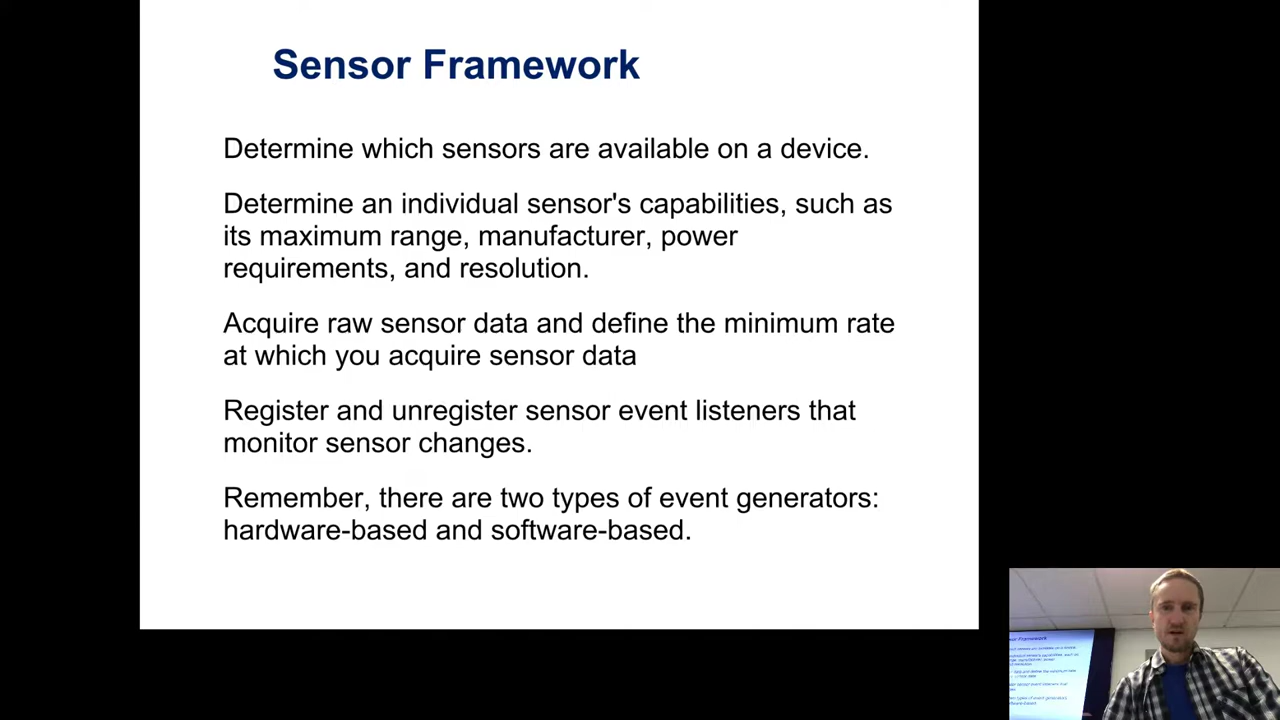 Sensor Framework
Determine which sensors are available on a device.
Determine an individual sensor's capabilities, such as
its maximum range, manufacturer, power
requirements, and resolution.
Acquire raw sensor data and define the minimum rate
at which you acquire sensor data
Register and unregister sensor event listeners that
monitor sensor changes.
Remember, there are two types of event generators:
hardware-based and software-based.